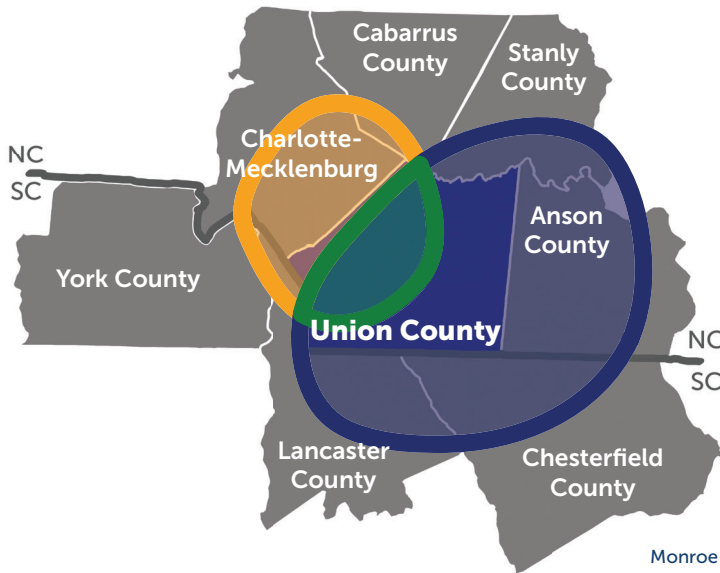 Cabarrus
County
Stanly
County
Charlotte-
Mecklenburg
NC
SC
Anson
County
York County
Union County
NC
SC
Lancaster
County
Chesterfield
County
Monroe